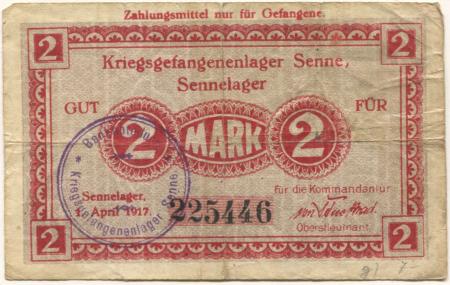 Zahlungsmittel nur für Gefangene.
2 2
Kriegsgefangenenlager Senne,
Sennelager
GUT FÜR
2 MARK 2
Sennelager,
1. April 1917.
225446
für die Kommandantur
Oberstleutnant
Kriegsgefangenenlager Senne
2 2